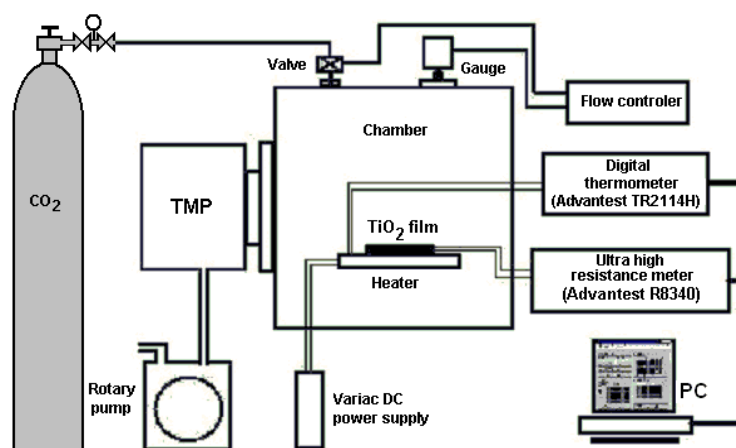 Valve
Gauge
Flow controler
Chamber
Digital
thermometer
(Advantest TR2114H)
CO2
TMP
TiO2 film
Heater
Ultra high
resistance meter
(Advantest R8340)
Rotary
pump
Variac DC
power supply
PC